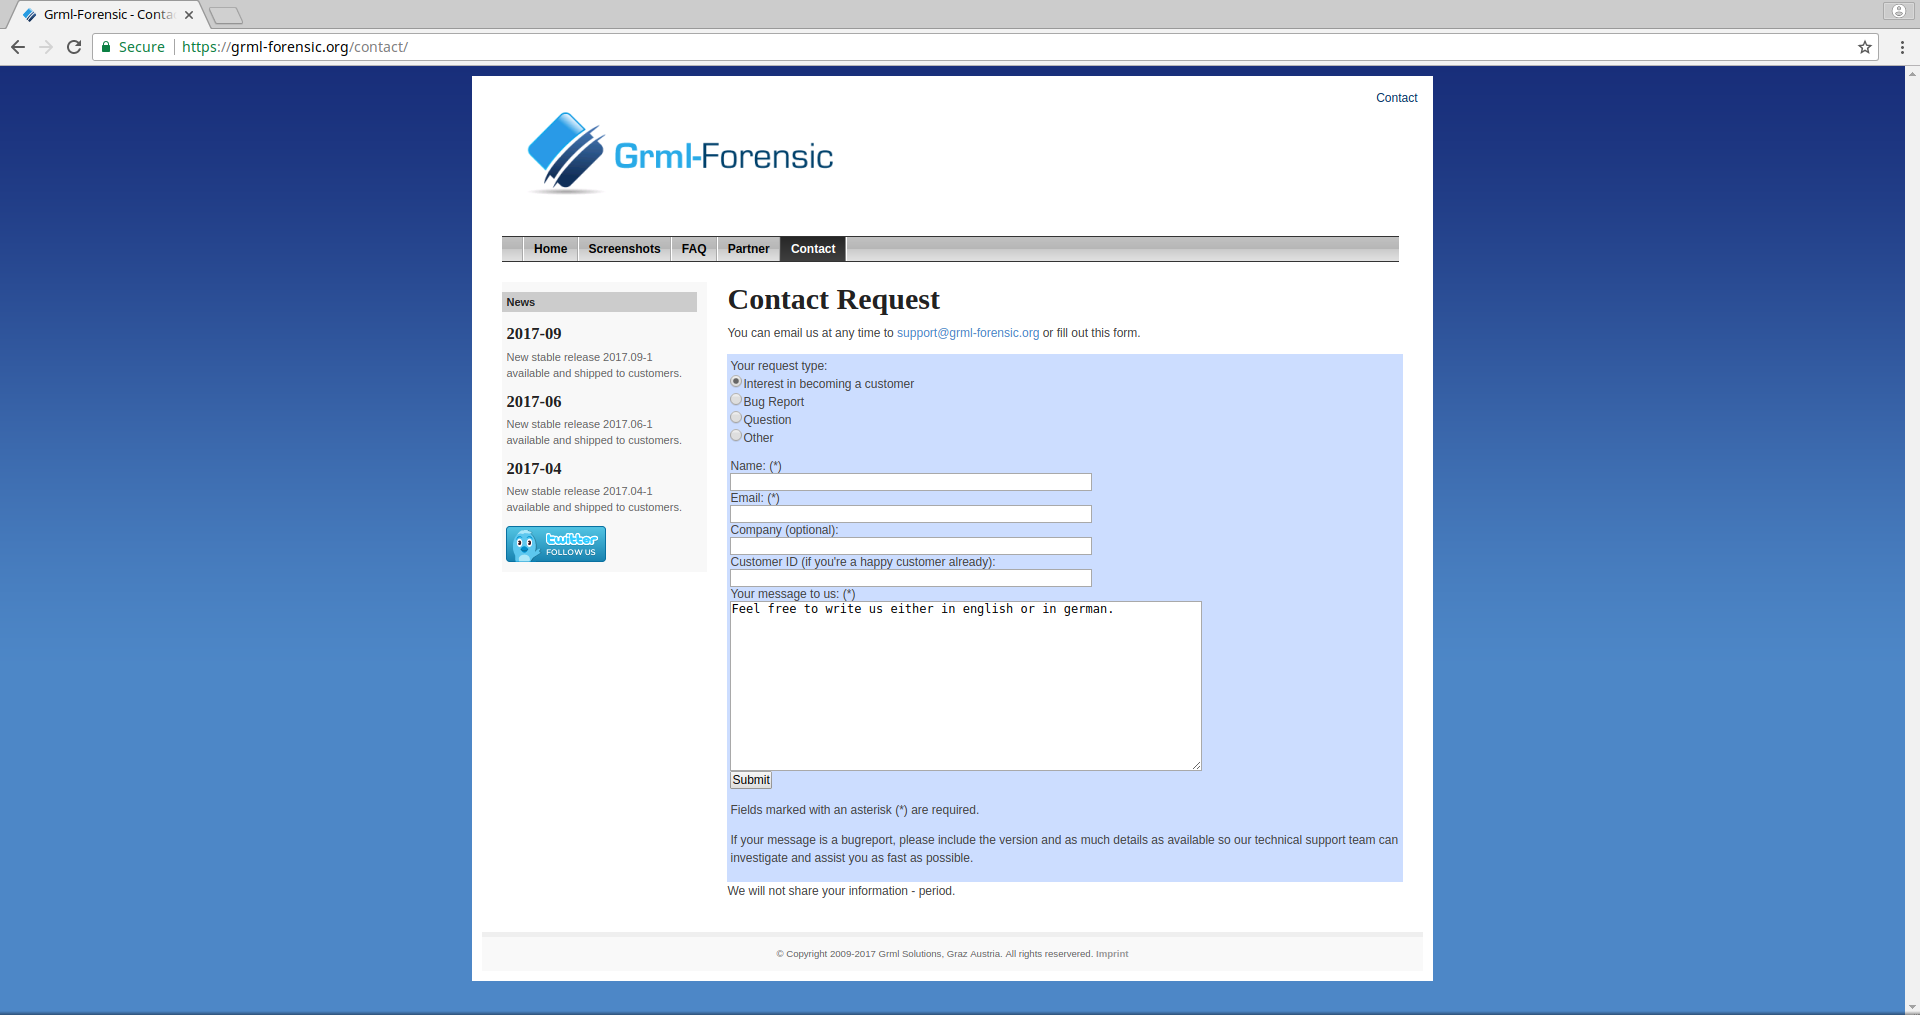 Grml-Forensic - Conta
Secure
https://grml-forensic.org/contact/
Contact
Grml-Forensic
Home Screenshots FAQ Partner Contact
News
2017-09
New stable release 2017.09-1
available and shipped to customers.
2017-06
New stable release 2017.06-1
available and shipped to customers.
2017-04
New stable release 2017.04-1
available and shipped to customers.
twitter
FOLLOW US
Contact Request
You can email us at any time to support@grml-forensic.org or fill out this form.
Your request type:
Interest in becoming a customer
Bug Report
Question
Other
Name: (*)
Email: (*)
Company (optional):
Customer ID (if you're a happy customer already):
Your message to us: (*)
Feel free to write us either in english or in german.
Submit
Fields marked with an asterisk (*) are required.
If your message is a bugreport, please include the version and as much details as available so our technical support team can
investigate and assist you as fast as possible.
We will not share your information - period.
© Copyright 2009-2017 Grml Solutions, Graz Austria. All rights reservered. Imprint